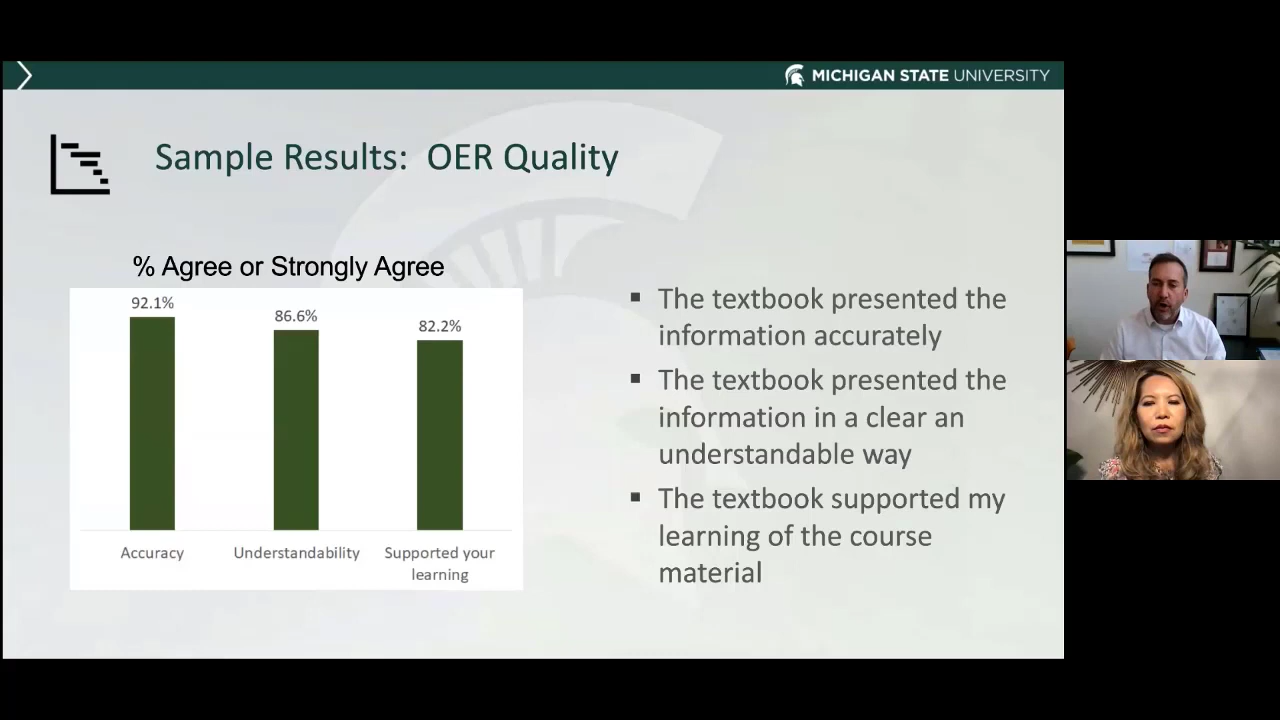 MICHIGAN STATE UNIVERSITY
Sample Results: OER Quality
% Agree or Strongly Agree
92.1%
86.6%
82.2%
Accuracy
Understandability
Supported your
learning
▪ The textbook presented the
information accurately
▪ The textbook presented the
information in a clear an
understandable way
▪ The textbook supported my
learning of the course
material